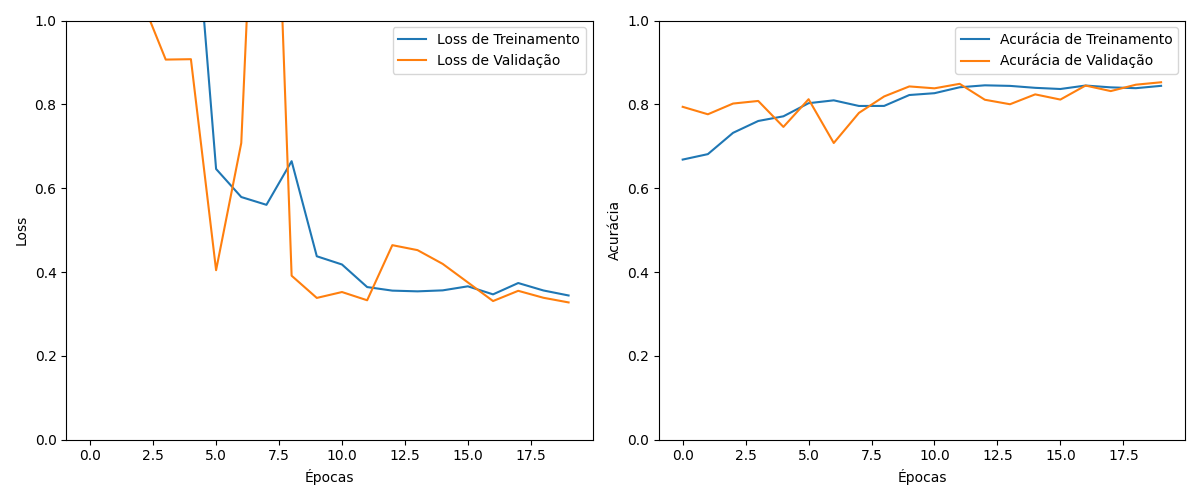 1.0
0.8
0.6
0.4
0.2
0.0
Loss
Loss de Treinamento
Loss de Validação
0.0 2.5 5.0 7.5 10.0 12.5 15.0 17.5
Épocas
1.0
0.8
0.6
0.4
0.2
0.0
Acurácia
Acurácia de Treinamento
Acurácia de Validação
0.0 2.5 5.0 7.5 10.0 12.5 15.0 17.5
Épocas